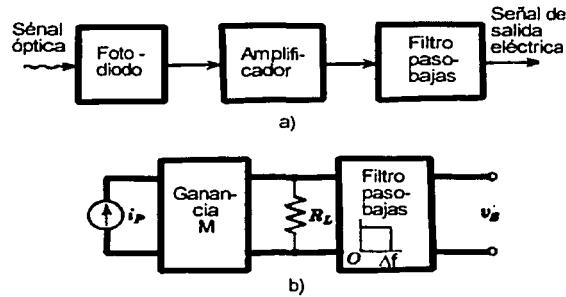 Sénal
óptica
Foto-
diodo
Amplifi-
cador
Filtro
paso-
bajas
Señal de
salida
eléctrica
a)
i_P
Ganan-
cia
M
R_L
Filtro
paso-
bajas
O
Δf
v_S
b)